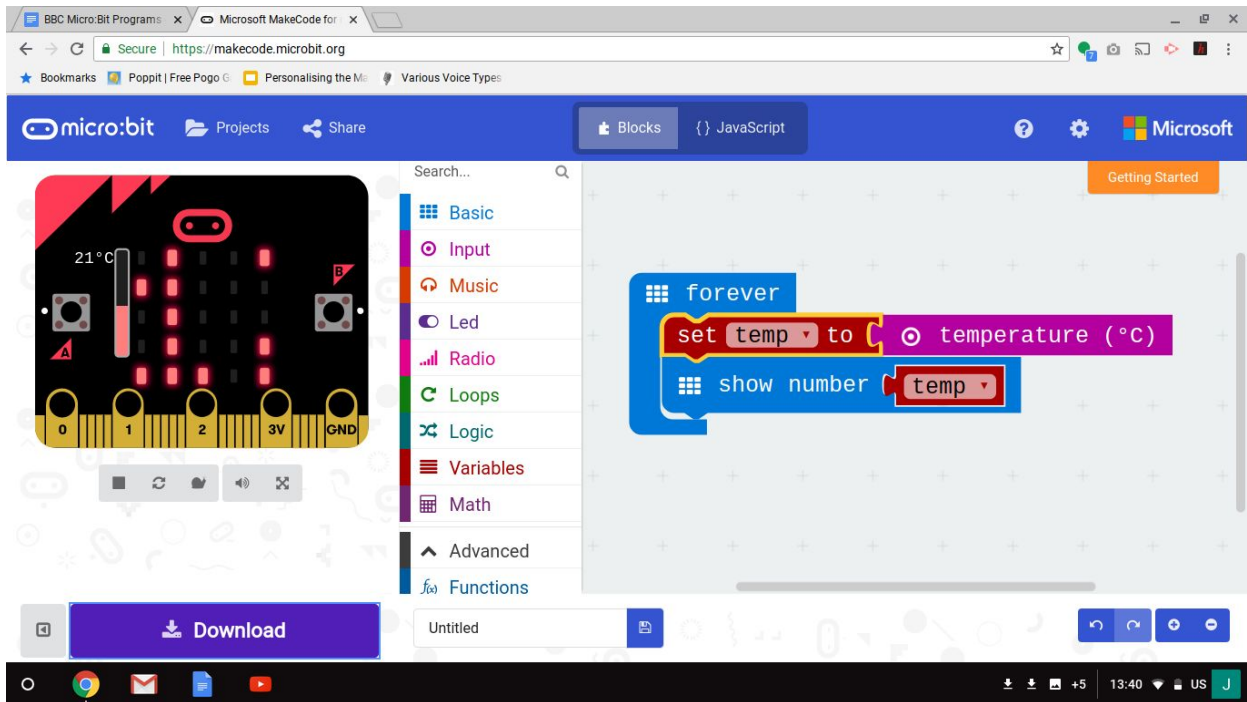 BBC Micro:Bit Programs
Microsoft MakeCode for
Secure
https://makecode.microbit.org
7
h
Bookmarks
Poppit | Free Pogo G
Personalising the Ma
Various Voice Types
micro:bit
Projects
Share
Blocks
{} JavaScript
?
Microsoft
Search...
Getting Started
Basic
Input
Music
Led
Radio
Loops
Logic
Variables
Math
Advanced
f(x) Functions
21°C
A
B
0 1 2 3V GND
forever
set temp to temperature (°C)
show number temp
Download
Untitled
+5
13:40
US
J